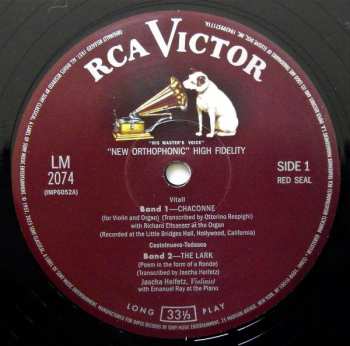 RCA VICTOR
"HIS MASTER'S VOICE"
"NEW ORTHOPHONIC" HIGH FIDELITY
LM
2074
(IMP6052A)
SIDE 1
RED SEAL
Vitali
Band 1—CHACONNE
(for Violin and Organ) (Transcribed by Ottorino Respighi)
with Richard Ellsasser at the Organ
(Recorded at the Little Bridges Hall, Hollywood, California)
Castelnuovo-Tedesco
Band 2—THE LARK
(Poem in the form of a Rondo)
(Transcribed by Jascha Heifetz)
Jascha Heifetz, Violinist
with Emanuel Bay at the Piano
LONG 33⅓ PLAY